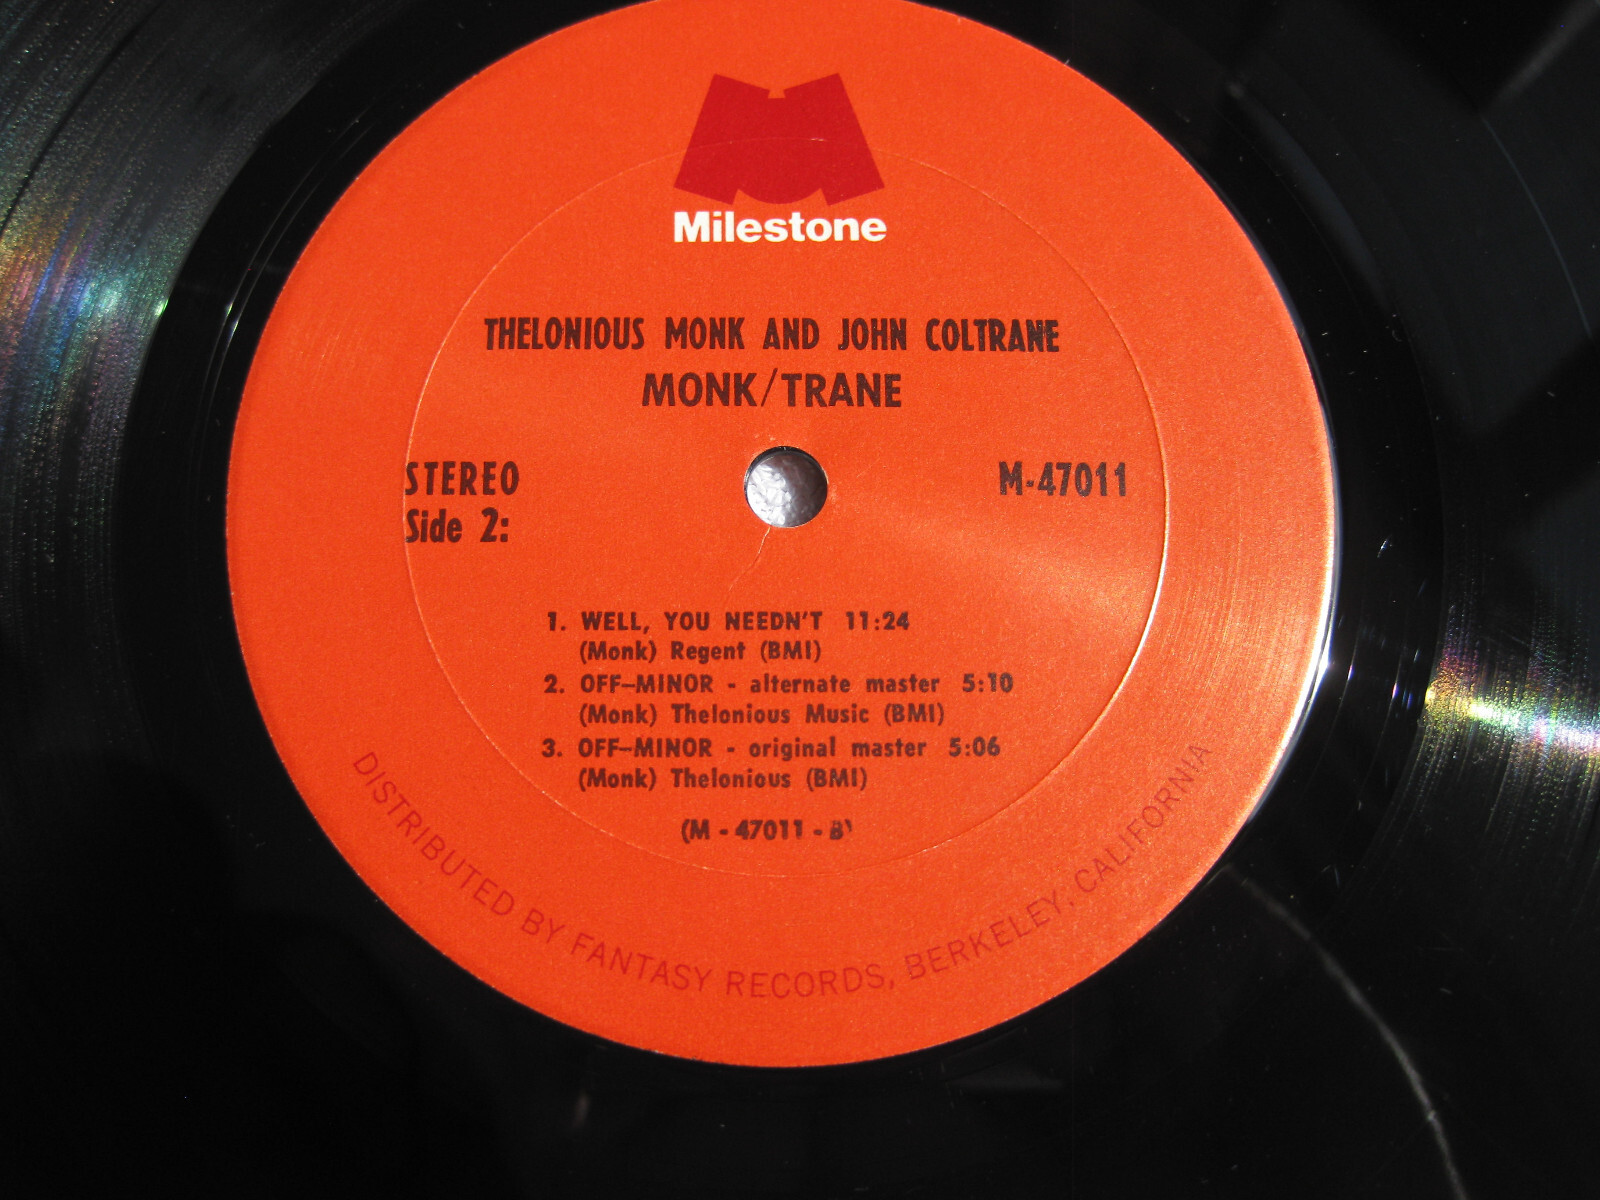 Milestone
THELONIOUS MONK AND JOHN COLTRANE
MONK/TRANE
STEREO
M-47011
Side 2:
1. WELL, YOU NEEDN'T 11:24
(Monk) Regent (BMI)
2. OFF-MINOR - alternate master 5:10
(Monk) Thelonious Music (BMI)
3. OFF-MINOR - original master 5:06
(Monk) Thelonious (BMI)
(M - 47011 - B)
DISTRIBUTED BY FANTASY RECORDS, BERKELEY, CALIFORNIA